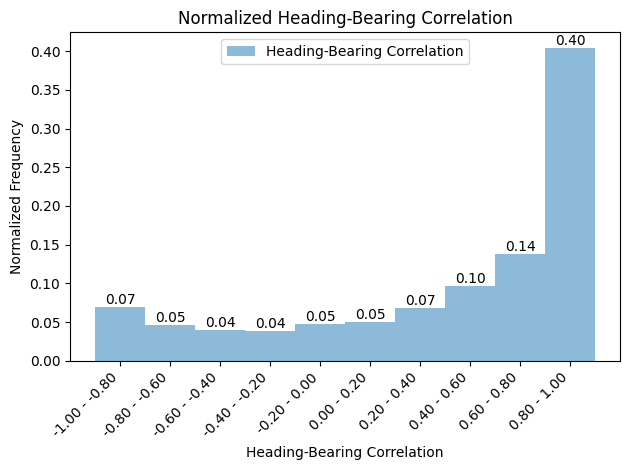 Normalized Heading-Bearing Correlation
Heading-Bearing Correlation
Normalized Frequency
0.40
0.35
0.30
0.25
0.20
0.15
0.10
0.05
0.00
0.07
0.05
0.04
0.04
0.05
0.05
0.07
0.10
0.14
0.40
-1.00 - -0.80
-0.80 - -0.60
-0.60 - -0.40
-0.40 - -0.20
-0.20 - 0.00
0.00 - 0.20
0.20 - 0.40
0.40 - 0.60
0.60 - 0.80
0.80 - 1.00
Heading-Bearing Correlation